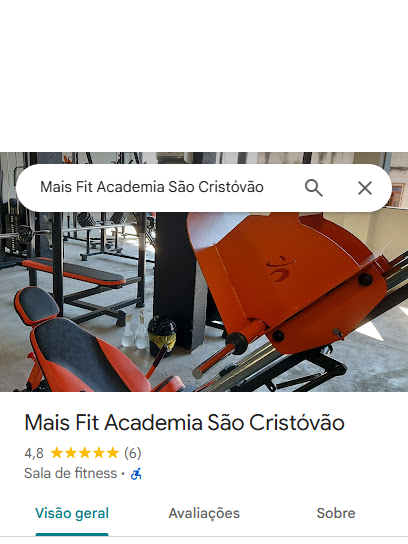 Mais Fit Academia São Cristóvão
Mais Fit Academia São Cristóvão
4,8 ★★★★★ (6)
Sala de fitness ·
Visão geral Avaliações Sobre